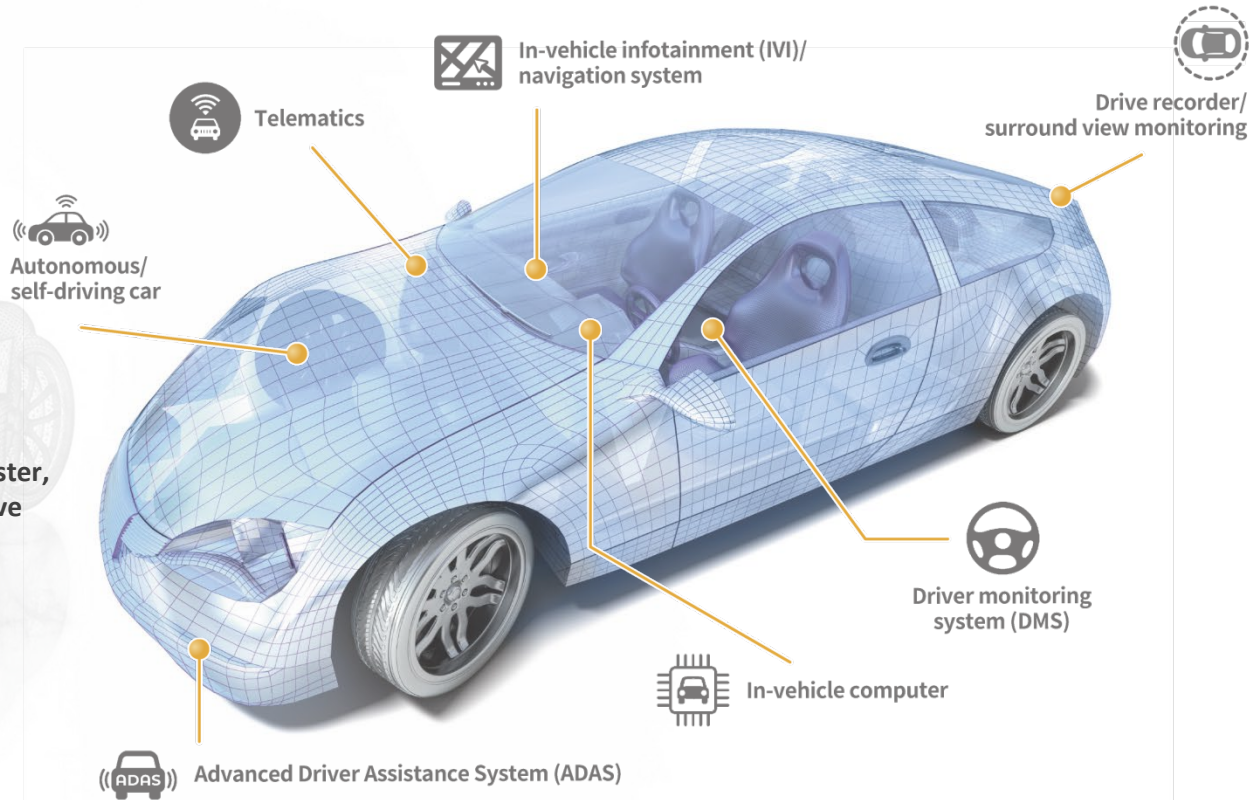 In-vehicle infotainment (IVI)/
navigation system
Drive recorder/
surround view monitoring
Telematics
Autonomous/
self-driving car
ster,
ve
Driver monitoring
system (DMS)
In-vehicle computer
ADAS
Advanced Driver Assistance System (ADAS)